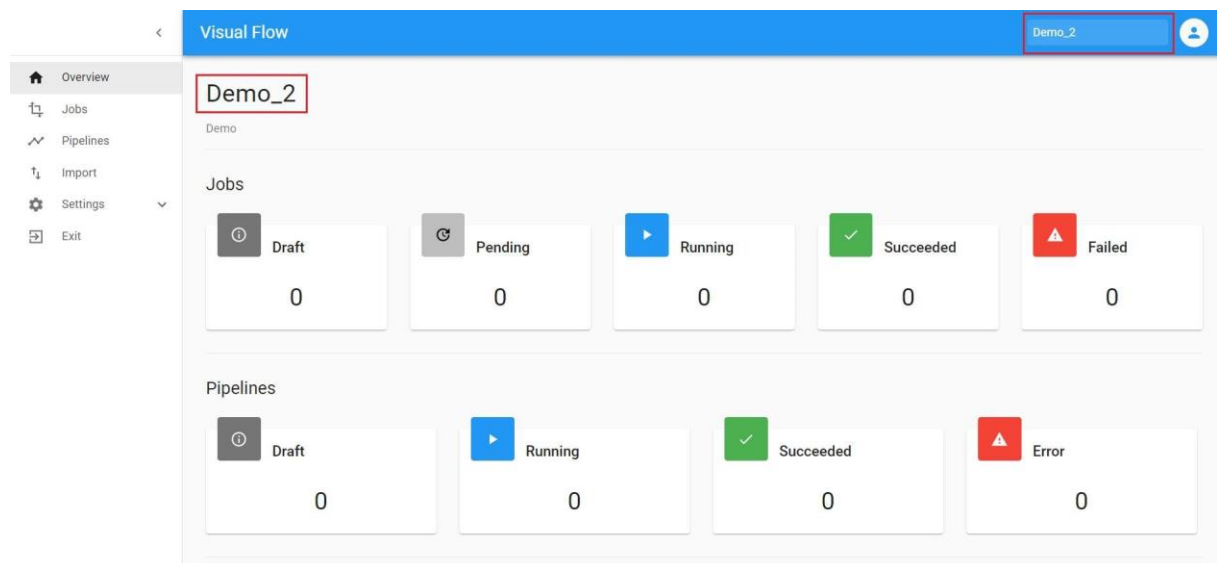 Visual Flow
Demo_2
Overview
Jobs
Pipelines
Import
Settings
Exit
Demo_2
Demo
Jobs
Draft
0
Pending
0
Running
0
Succeeded
0
Failed
0
Pipelines
Draft
0
Running
0
Succeeded
0
Error
0